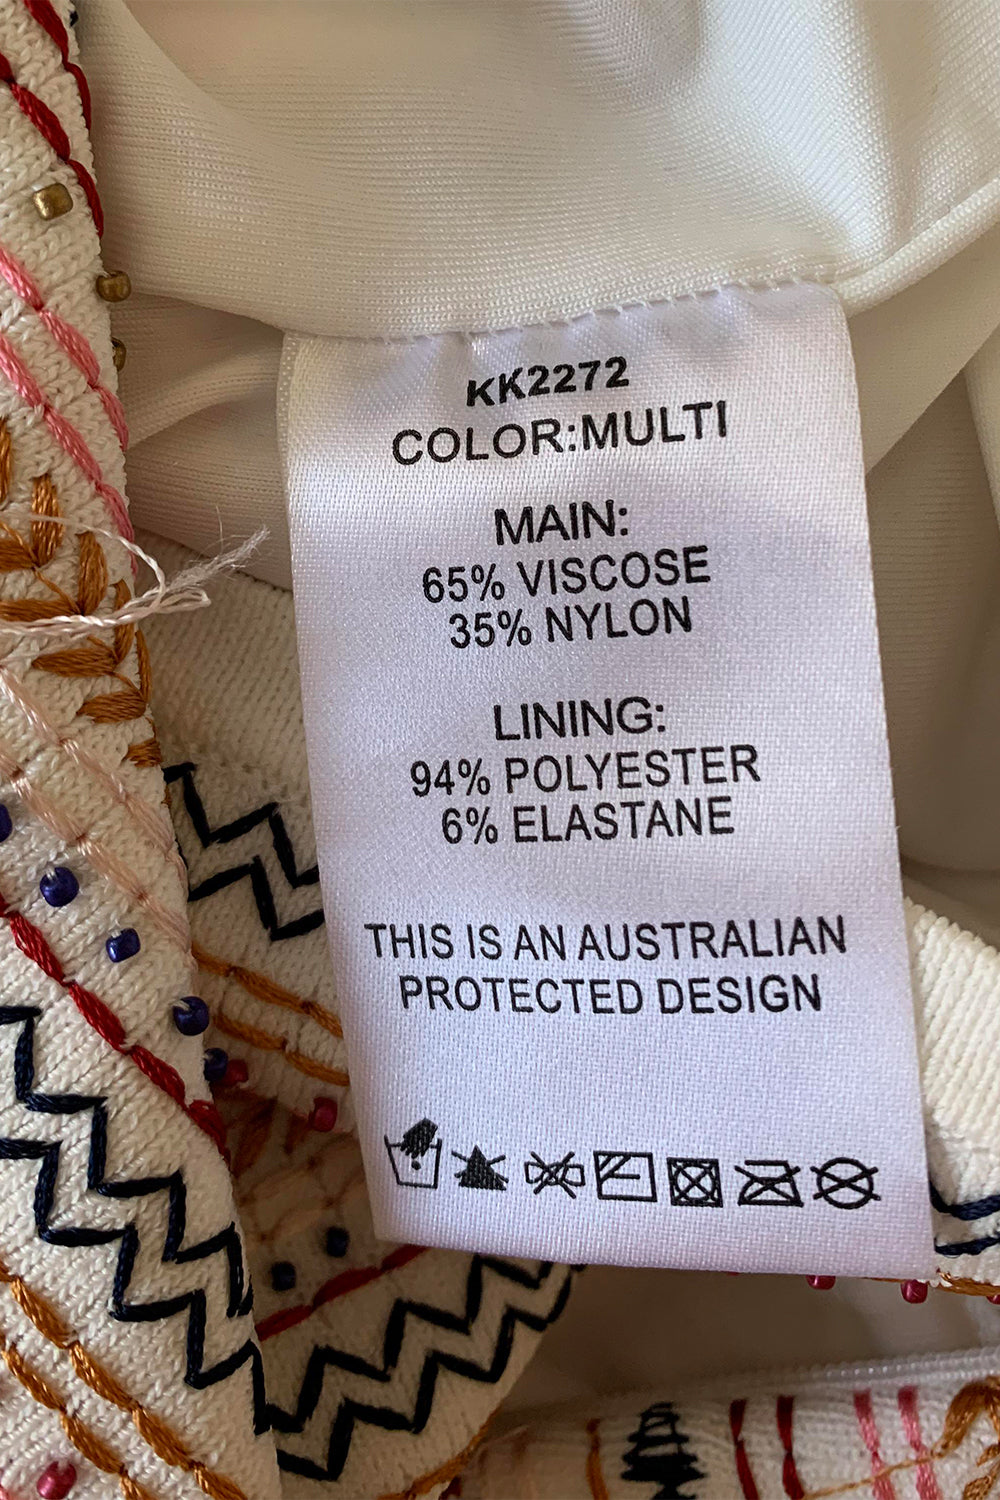 KK2272
COLOR:MULTI
MAIN:
65% VISCOSE
35% NYLON
LINING:
94% POLYESTER
6% ELASTANE
THIS IS AN AUSTRALIAN
PROTECTED DESIGN